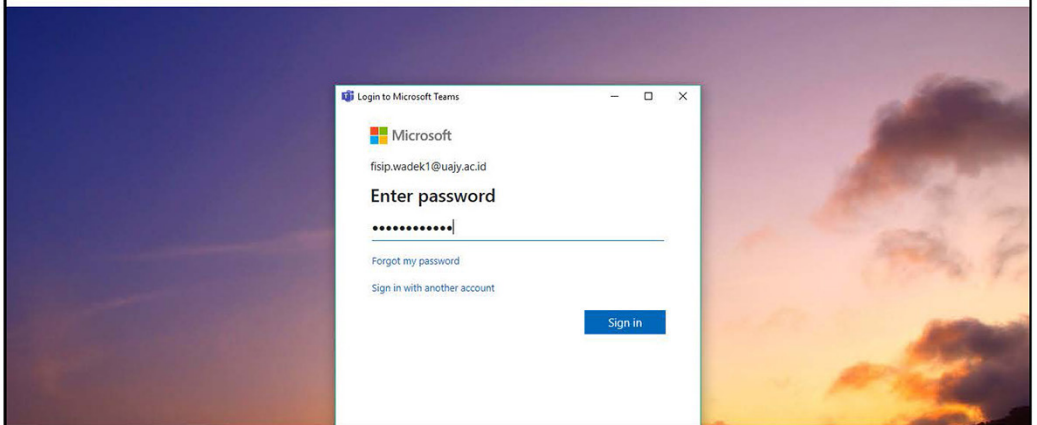 Login to Microsoft Teams
Microsoft
fisip.wadek1@uajy.ac.id
Enter password
••••••••••••
Forgot my password
Sign in with another account
Sign in